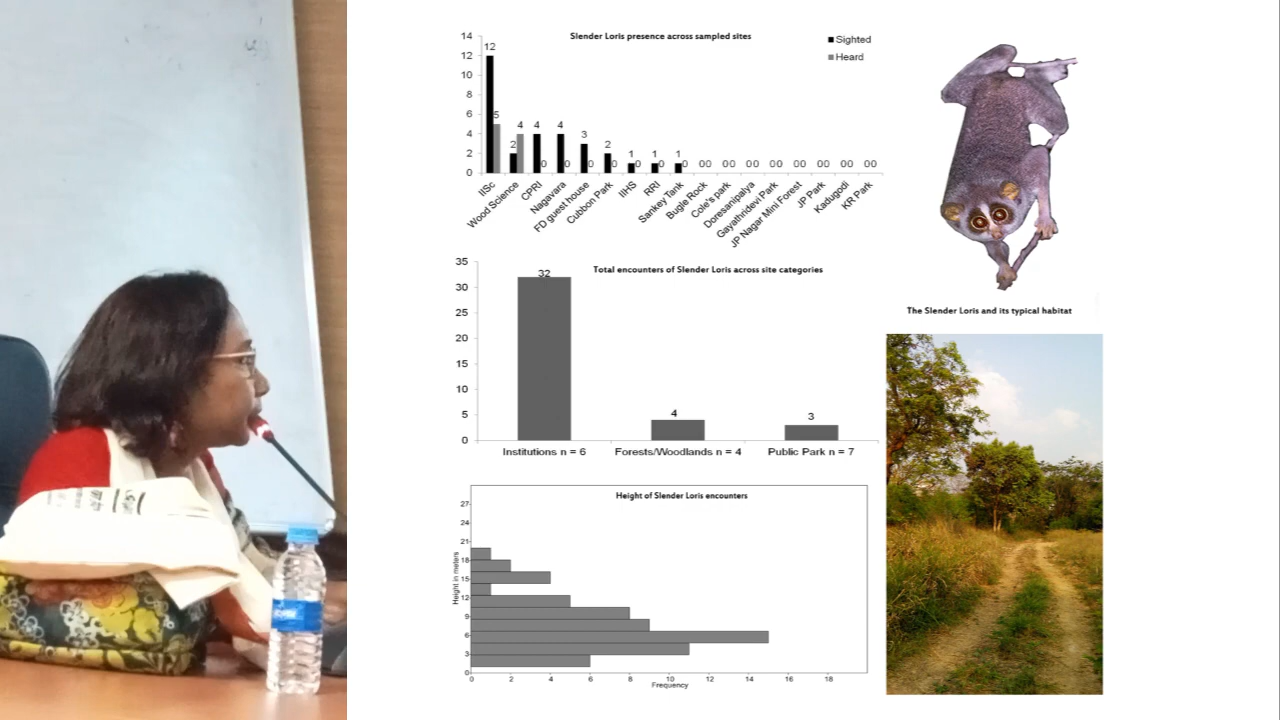 Slender Loris presence across sampled sites
Sighted
Heard
14
12
10
8
6
4
2
0
12
5
2
4
4
0
4
0
3
0
2
0
1
0
1
0
1
0
00
00
00
00
00
00
00
00
IISc
Wood Science
CPRI
Nagavara
FD guest house
Cubbon Park
IIHS
RRI
Sankey Tank
Bugle Rock
Cole's park
Doresanipalya
Gayathridevi Park
JP Nagar Mini Forest
JP Park
Kadugodi
KR Park
Total encounters of Slender Loris across site categories
35
30
25
20
15
10
5
0
32
4
3
Institutions n = 6
Forests/Woodlands n = 4
Public Park n = 7
The Slender Loris and its typical habitat
Height of Slender Loris encounters
Height in meters
27
24
21
18
15
12
9
6
3
0
0 2 4 6 8 10 12 14 16 18
Frequency